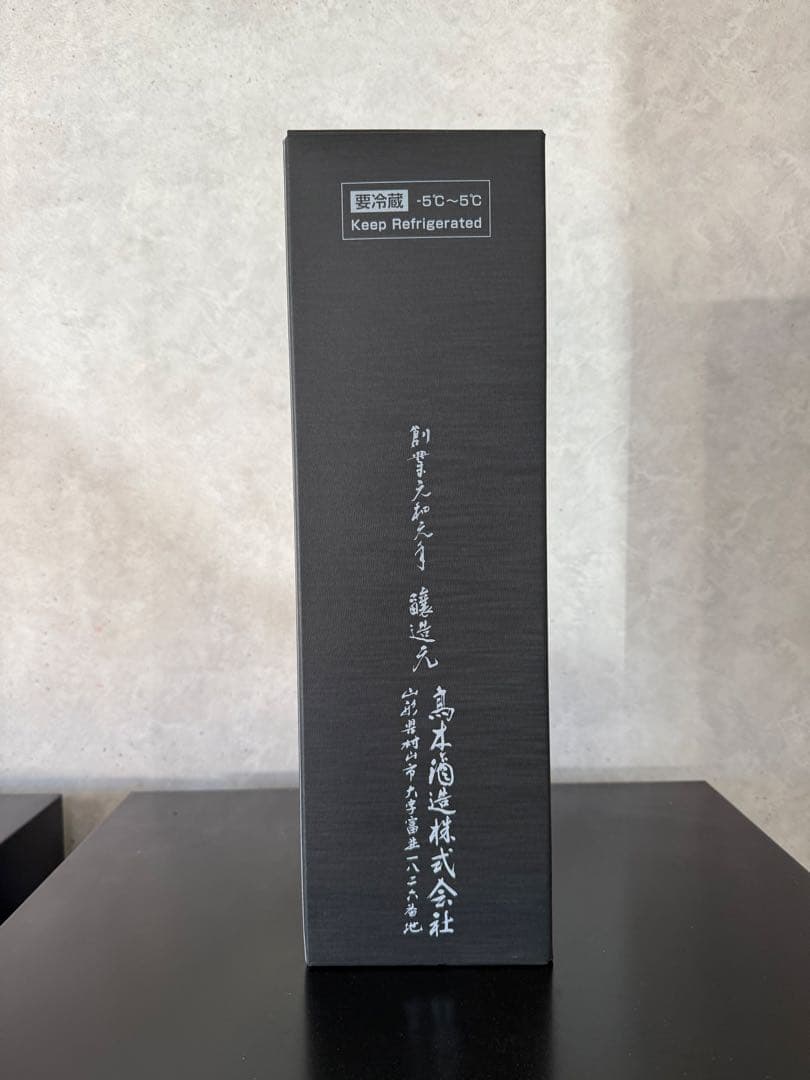 要冷蔵 -5℃～5℃
Keep Refrigerated
創業元和元年 醸造元
髙木酒造株式会社
山形県村山市大字富並一八二六番地